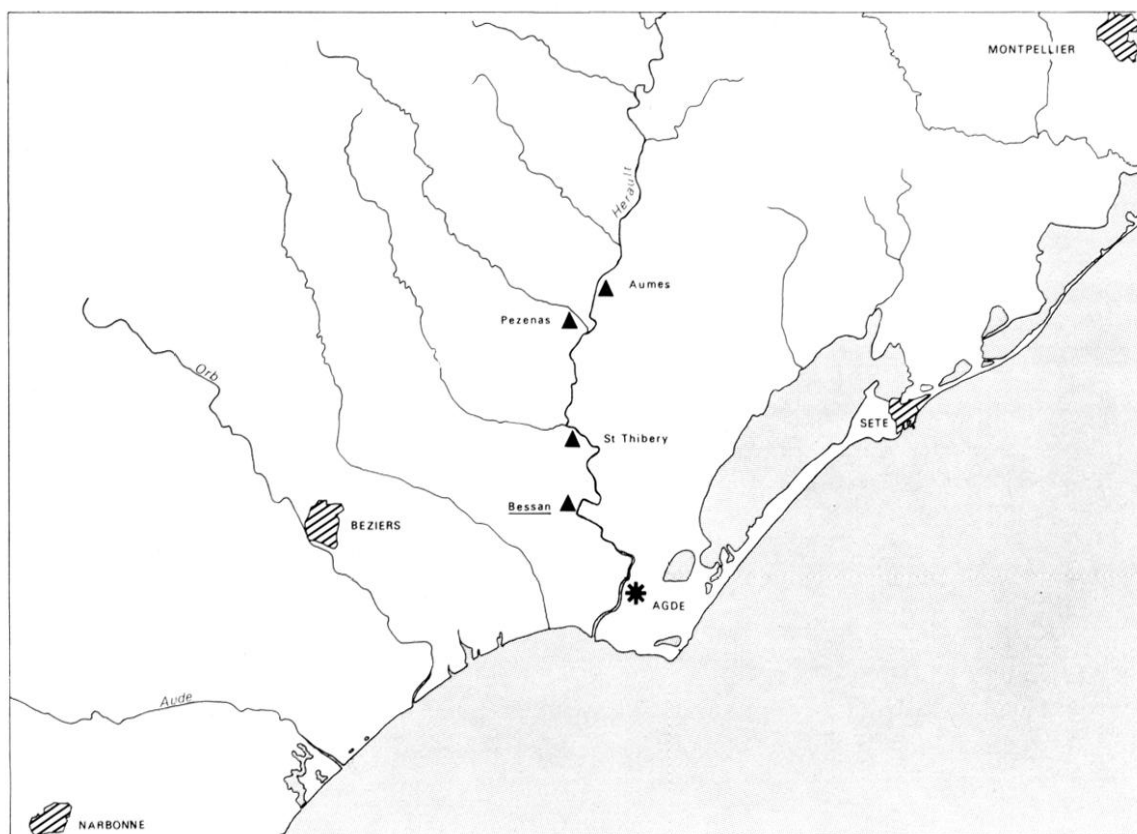 MONTPELLIER
Herault
Aumes
Pezenas
Orb
SETE
St Thibery
Bessan
BEZIERS
AGDE
Aude
NARBONNE